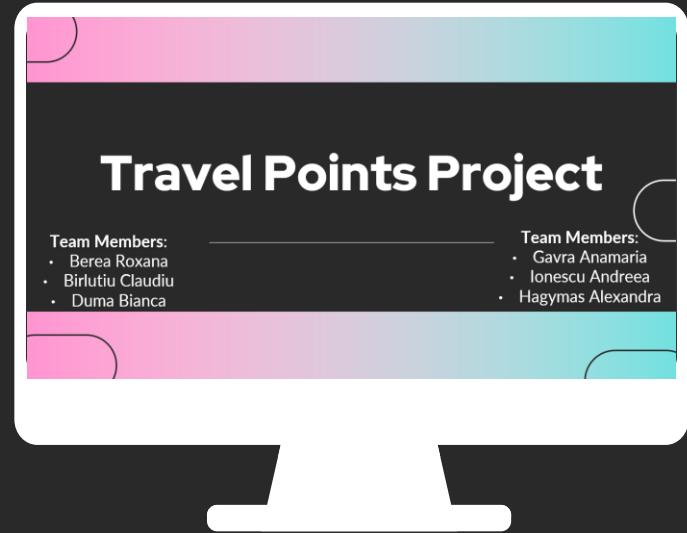 Travel Points Project
Team Members:
• Berea Roxana
• Birlutiu Claudiu
• Duma Bianca
Team Members:
• Gavra Anamaria
• Ionescu Andreea
• Hagymas Alexandra